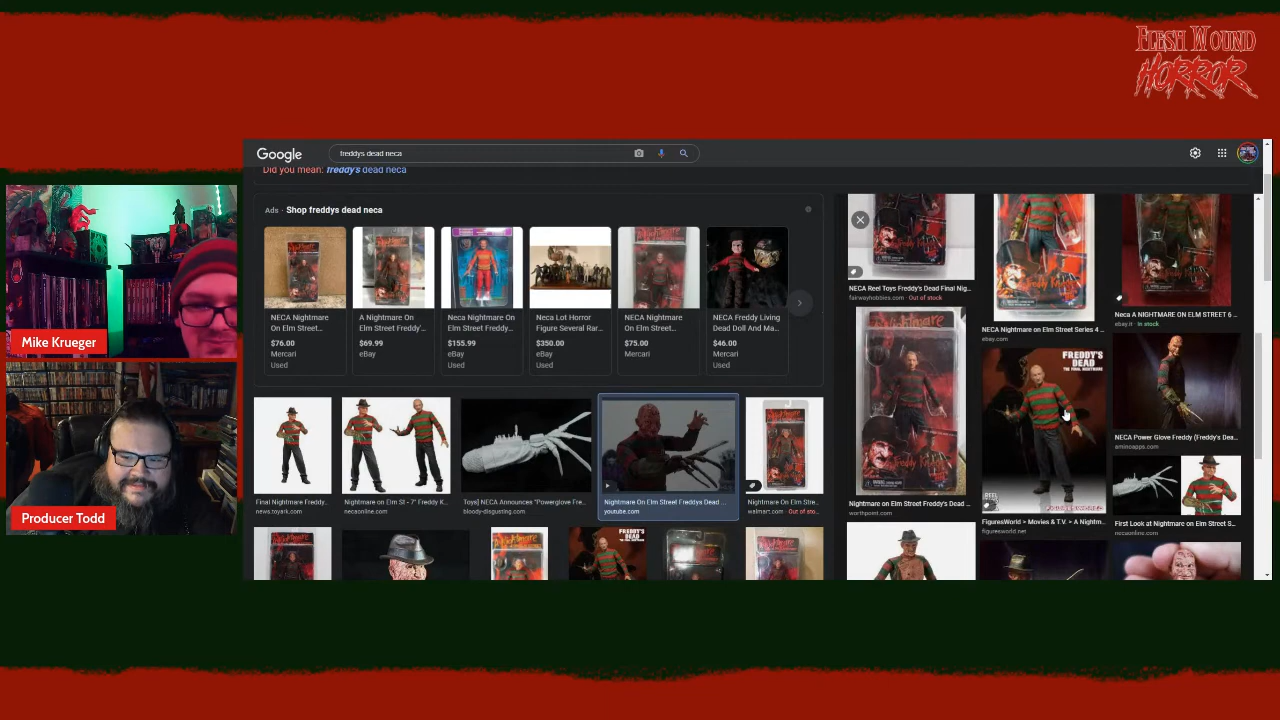 FLESH WOUND
HORROR
Google
freddys dead neca
Did you mean: freddy's dead neca
Ads · Shop freddys dead neca
NECA Nightmare
On Elm Street...
$76.00
Mercari
Used
A Nightmare On
Elm Street Freddy'...
$69.99
eBay
Used
Neca Nightmare On
Elm Street Freddy...
$155.99
eBay
Used
Neca Lot Horror
Figure Several Rar...
$350.00
eBay
Used
NECA Nightmare
On Elm Street...
$75.00
Mercari
Used
NECA Freddy Living
Dead Doll And Ma...
$46.00
Mercari
Used
Final Nightmare Freddy...
news.toyark.com
Nightmare on Elm St - 7" Freddy K...
necaonline.com
Toys] NECA Announces "Powerglove Fre...
bloody-disgusting.com
Nightmare On Elm Street Freddys Dead ...
youtube.com
Nightmare On Elm Stre...
walmart.com · Out of sto...
NECA Reel Toys Freddy's Dead Final Nig...
fairwayhobbies.com · Out of stock
NECA Nightmare on Elm Street Series 4 ...
ebay.com
Neca A NIGHTMARE ON ELM STREET 6 ...
ebay.it · In stock
Nightmare on Elm Street Freddy's Dead ...
worthpoint.com
FREDDY'S
DEAD
THE FINAL NIGHTMARE
FiguresWorld > Movies & T.V. > A Nightm...
figuresworld.net
NECA Power Glove Freddy (Freddy's Dea...
aminoapps.com
First Look at Nightmare on Elm Street S...
necaonline.com
Mike Krueger
Producer Todd